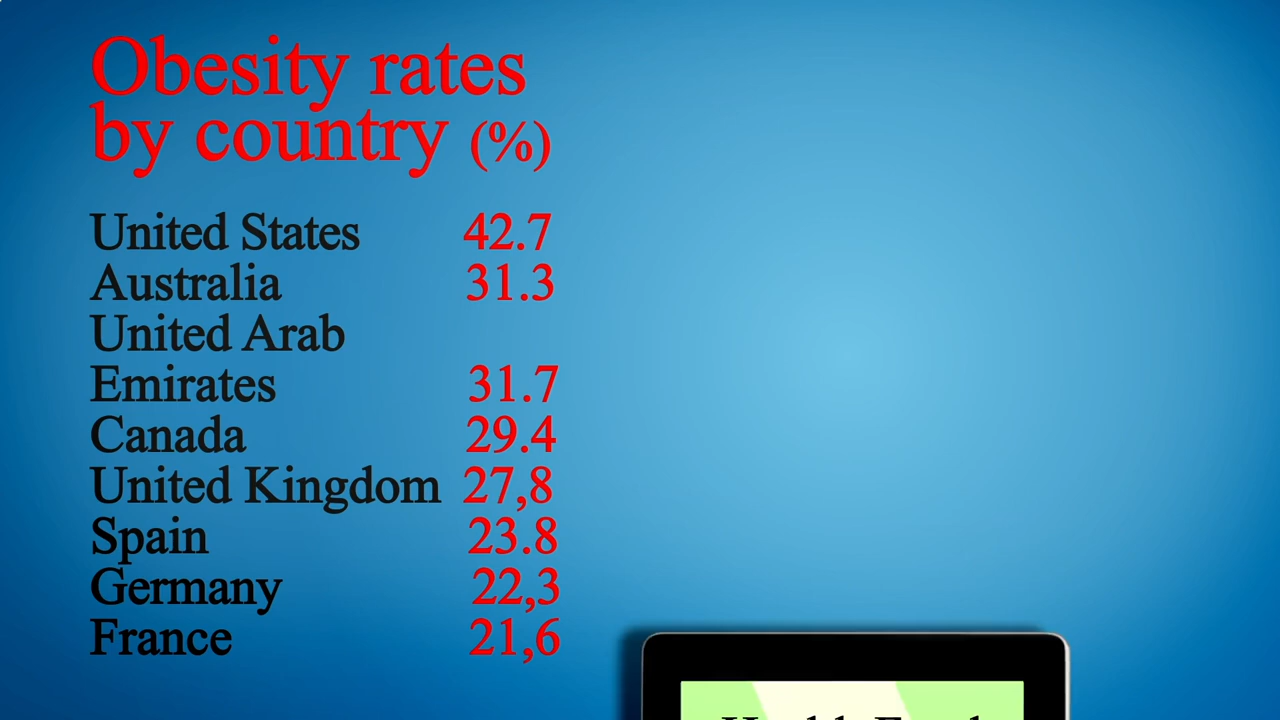 Obesity rates
by country (%)
United States 42.7
Australia 31.3
United Arab
Emirates 31.7
Canada 29.4
United Kingdom 27,8
Spain 23.8
Germany 22,3
France 21,6